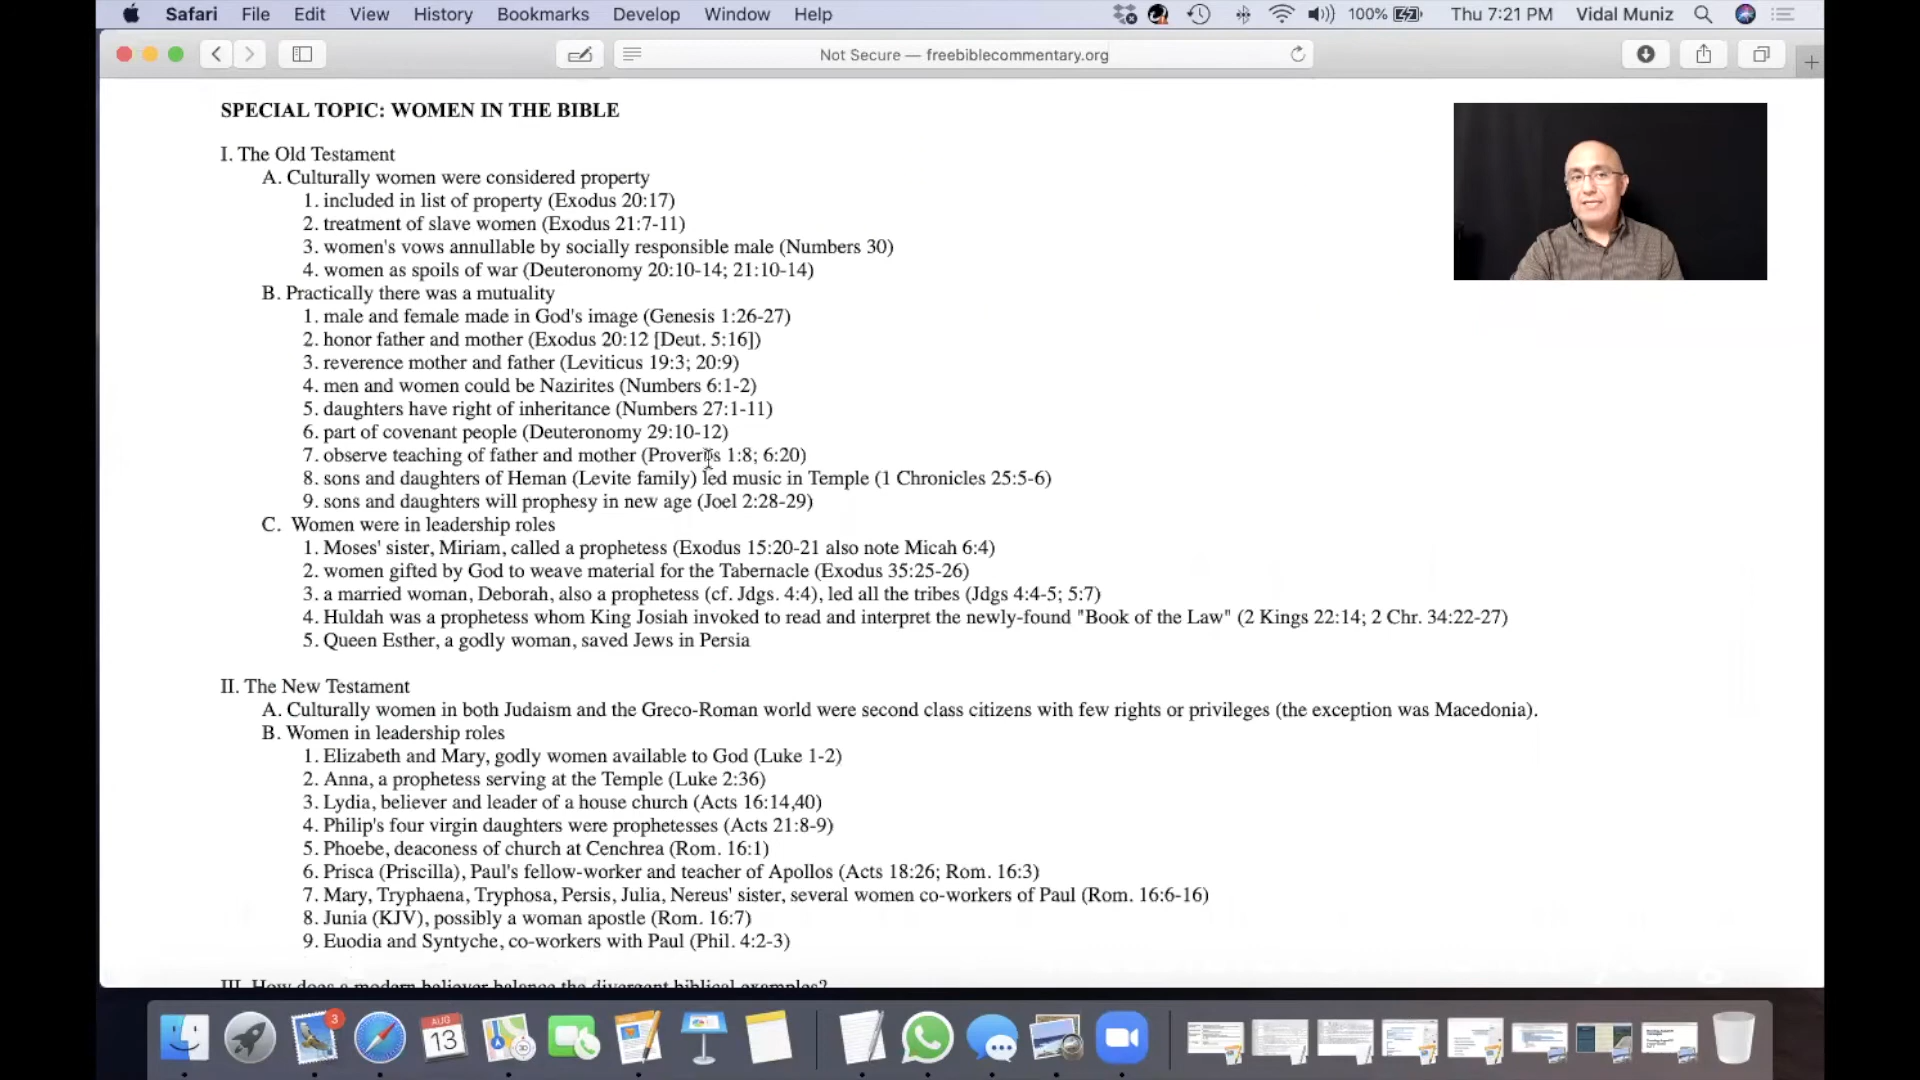 Safari File Edit View History Bookmarks Develop Window Help 100% Thu 7:21 PM Vidal Muniz
Not Secure — freebiblecommentary.org
SPECIAL TOPIC: WOMEN IN THE BIBLE
I. The Old Testament
A. Culturally women were considered property
1. included in list of property (Exodus 20:17)
2. treatment of slave women (Exodus 21:7-11)
3. women's vows annullable by socially responsible male (Numbers 30)
4. women as spoils of war (Deuteronomy 20:10-14; 21:10-14)
B. Practically there was a mutuality
1. male and female made in God's image (Genesis 1:26-27)
2. honor father and mother (Exodus 20:12 [Deut. 5:16])
3. reverence mother and father (Leviticus 19:3; 20:9)
4. men and women could be Nazirites (Numbers 6:1-2)
5. daughters have right of inheritance (Numbers 27:1-11)
6. part of covenant people (Deuteronomy 29:10-12)
7. observe teaching of father and mother (Proverbs 1:8; 6:20)
8. sons and daughters of Heman (Levite family) led music in Temple (1 Chronicles 25:5-6)
9. sons and daughters will prophesy in new age (Joel 2:28-29)
C. Women were in leadership roles
1. Moses' sister, Miriam, called a prophetess (Exodus 15:20-21 also note Micah 6:4)
2. women gifted by God to weave material for the Tabernacle (Exodus 35:25-26)
3. a married woman, Deborah, also a prophetess (cf. Jdgs. 4:4), led all the tribes (Jdgs 4:4-5; 5:7)
4. Huldah was a prophetess whom King Josiah invoked to read and interpret the newly-found "Book of the Law" (2 Kings 22:14; 2 Chr. 34:22-27)
5. Queen Esther, a godly woman, saved Jews in Persia
II. The New Testament
A. Culturally women in both Judaism and the Greco-Roman world were second class citizens with few rights or privileges (the exception was Macedonia).
B. Women in leadership roles
1. Elizabeth and Mary, godly women available to God (Luke 1-2)
2. Anna, a prophetess serving at the Temple (Luke 2:36)
3. Lydia, believer and leader of a house church (Acts 16:14,40)
4. Philip's four virgin daughters were prophetesses (Acts 21:8-9)
5. Phoebe, deaconess of church at Cenchrea (Rom. 16:1)
6. Prisca (Priscilla), Paul's fellow-worker and teacher of Apollos (Acts 18:26; Rom. 16:3)
7. Mary, Tryphaena, Tryphosa, Persis, Julia, Nereus' sister, several women co-workers of Paul (Rom. 16:6-16)
8. Junia (KJV), possibly a woman apostle (Rom. 16:7)
9. Euodia and Syntyche, co-workers with Paul (Phil. 4:2-3)
III. How does a modern believer balance the divergent biblical examples?
3
AUG
13